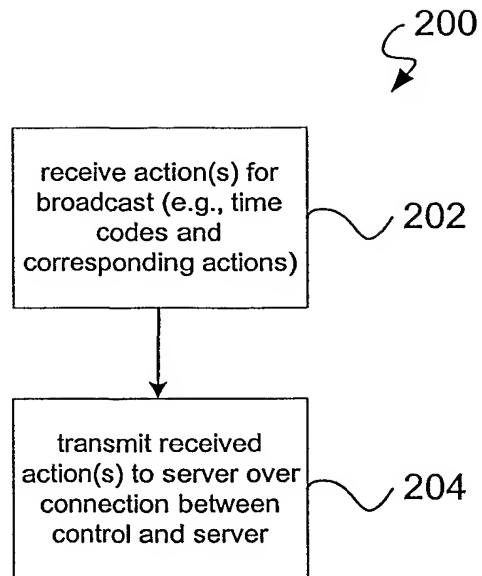 200
receive action(s) for
broadcast (e.g., time
codes and
corresponding actions)
202
transmit received
action(s) to server over
connection between
control and server
204